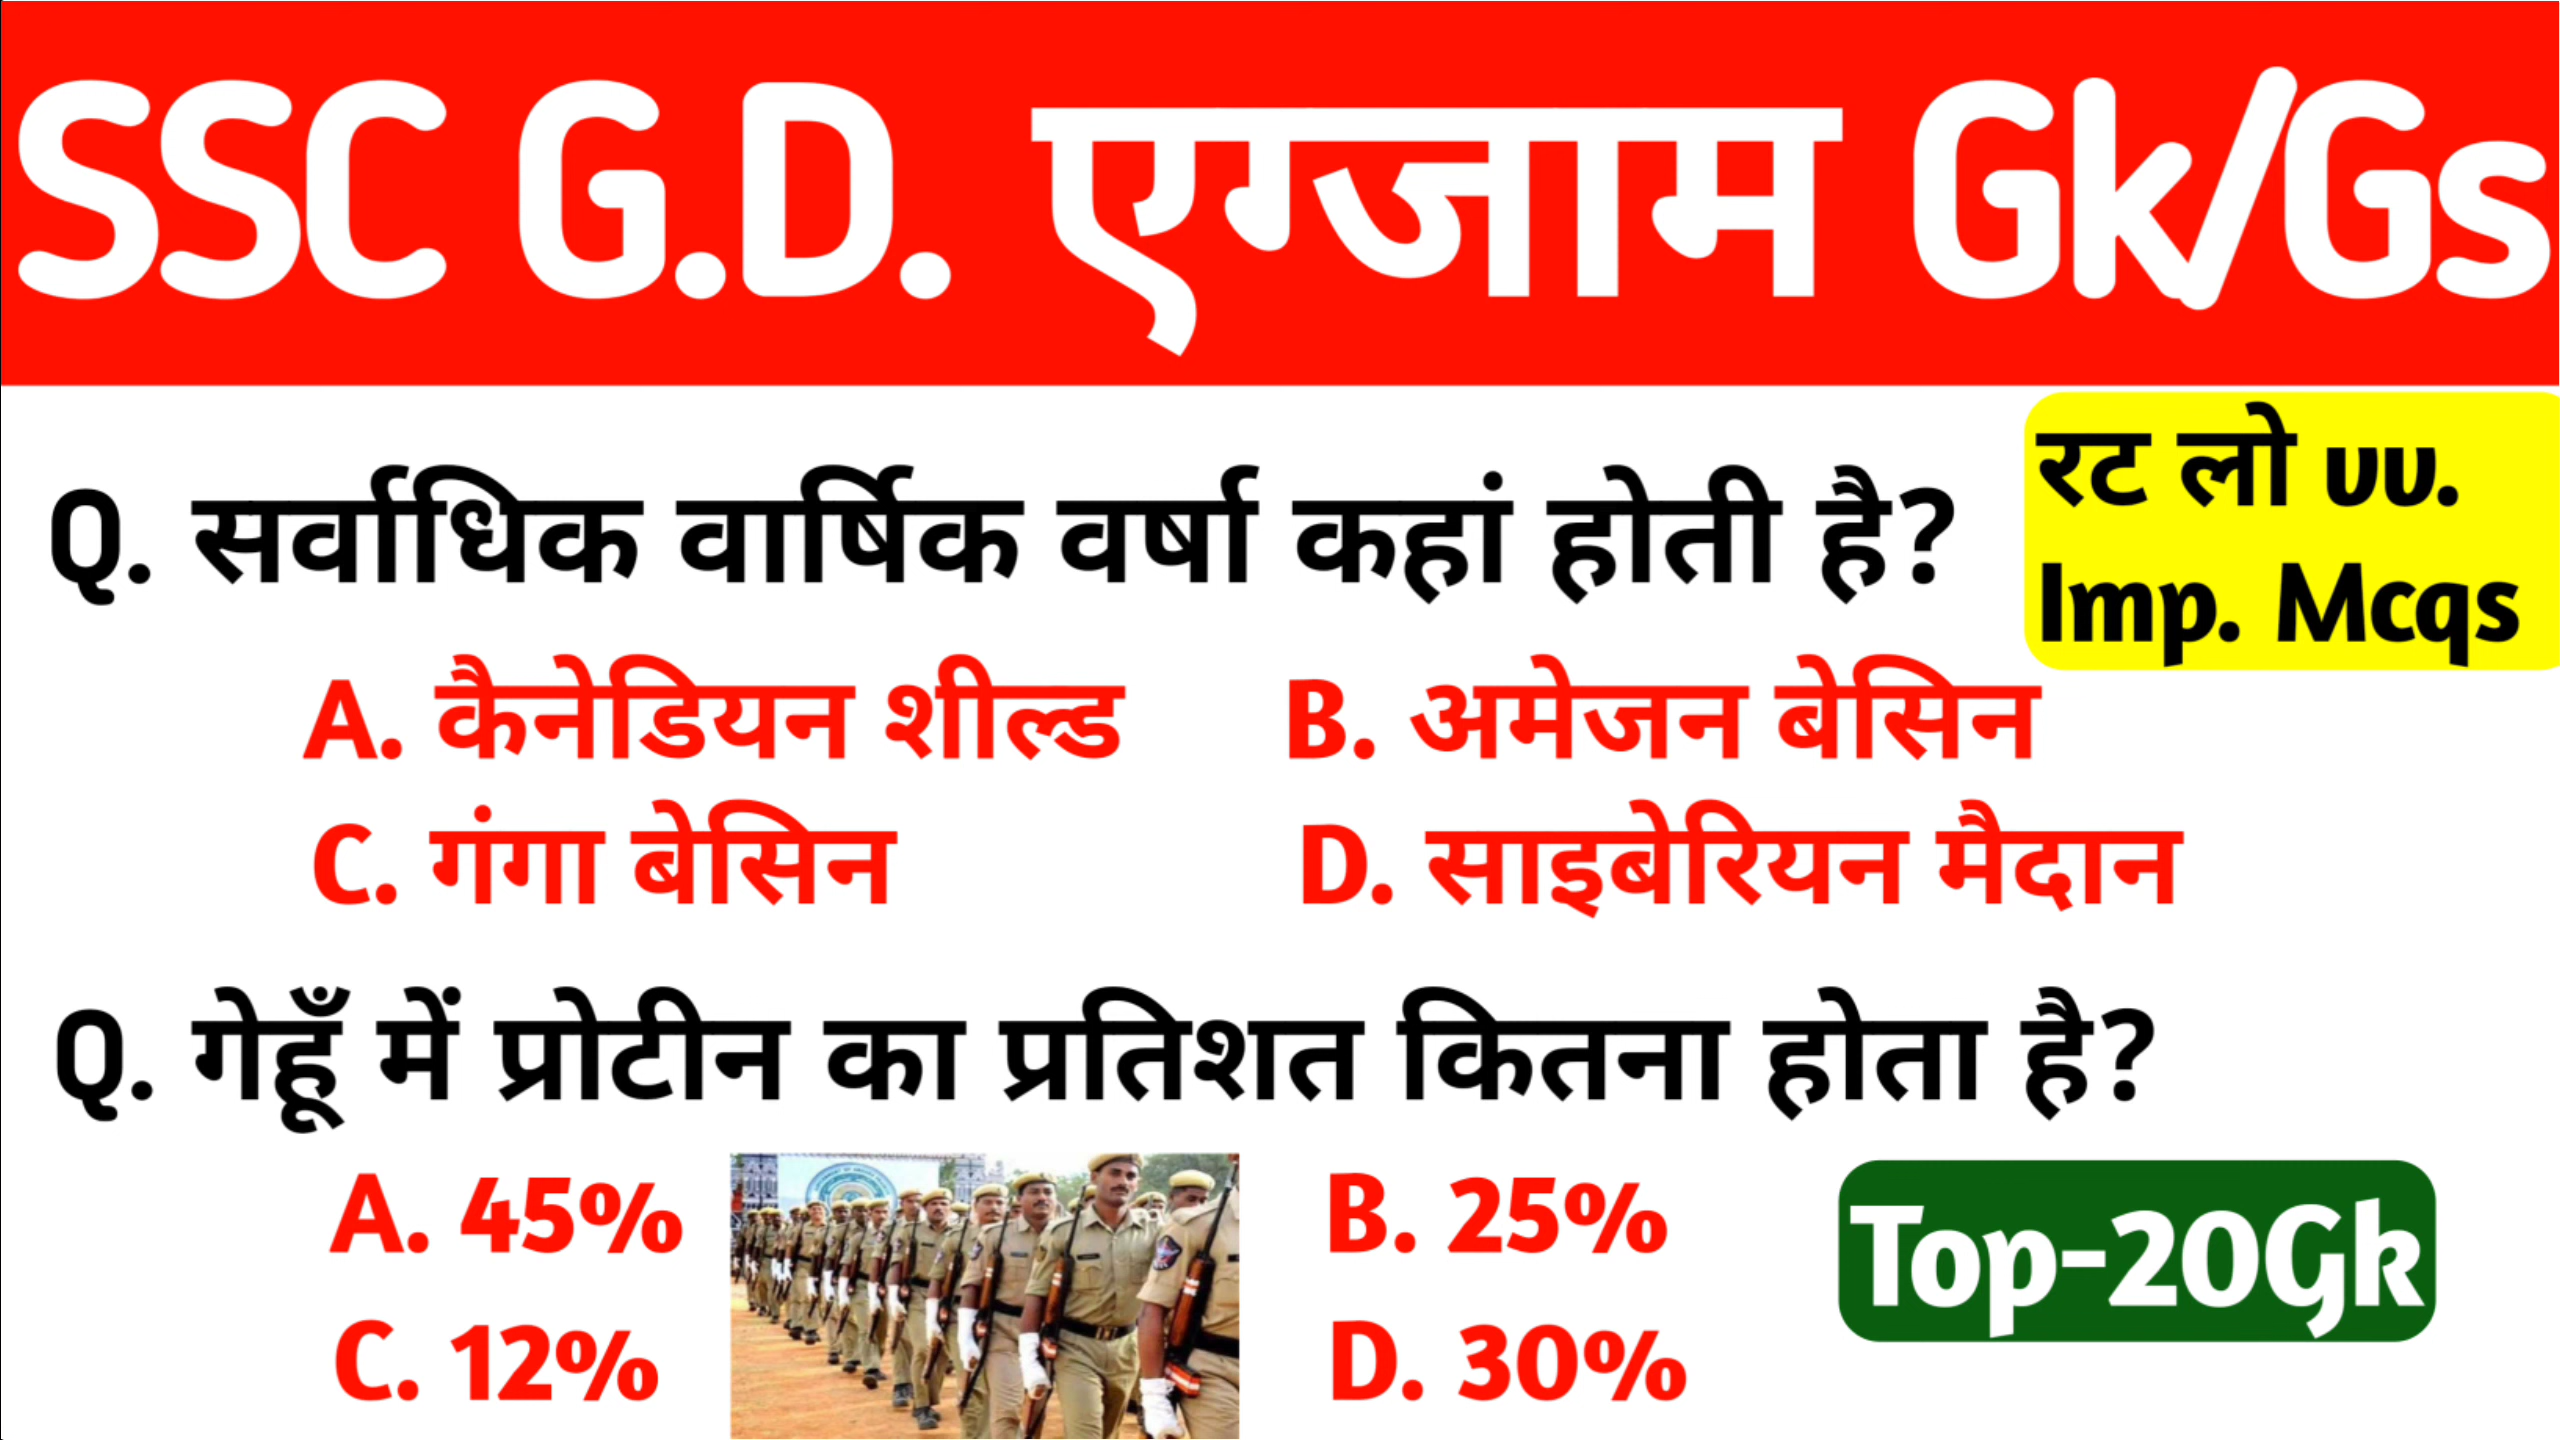 SSC G.D. एग्जाम Gk/Gs
Q. सर्वाधिक वार्षिक वर्षा कहां होती है?
रट लो vv.
Imp. Mcqs
A. कैनेडियन शील्ड B. अमेजन बेसिन
C. गंगा बेसिन D. साइबेरियन मैदान
Q. गेहूँ में प्रोटीन का प्रतिशत कितना होता है?
A. 45% B. 25%
C. 12% D. 30%
Top-20Gk